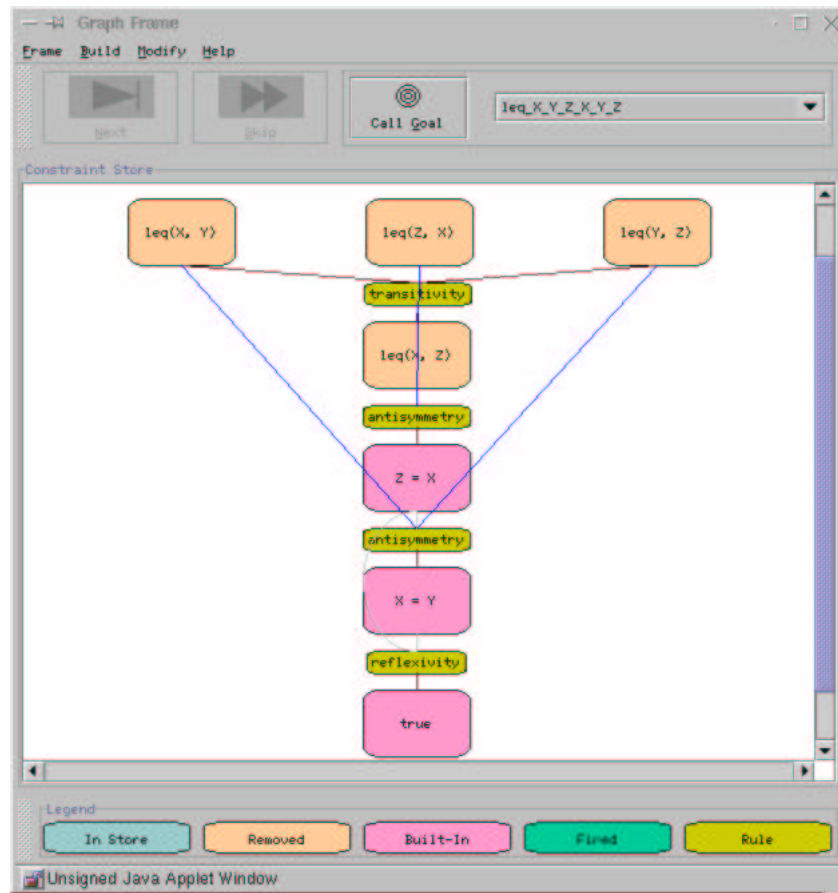 Graph Frame
Frame Build Modify Help
Next
Skip
Call Goal
leq_X_Y_Z_X_Y_Z
Constraint Store
leq(X, Y)
leq(Z, X)
leq(Y, Z)
transitivity
leq(X, Z)
antisymmetry
Z = X
antisymmetry
X = Y
reflexivity
true
Legend
In Store
Removed
Built-In
Fired
Rule
Unsigned Java Applet Window